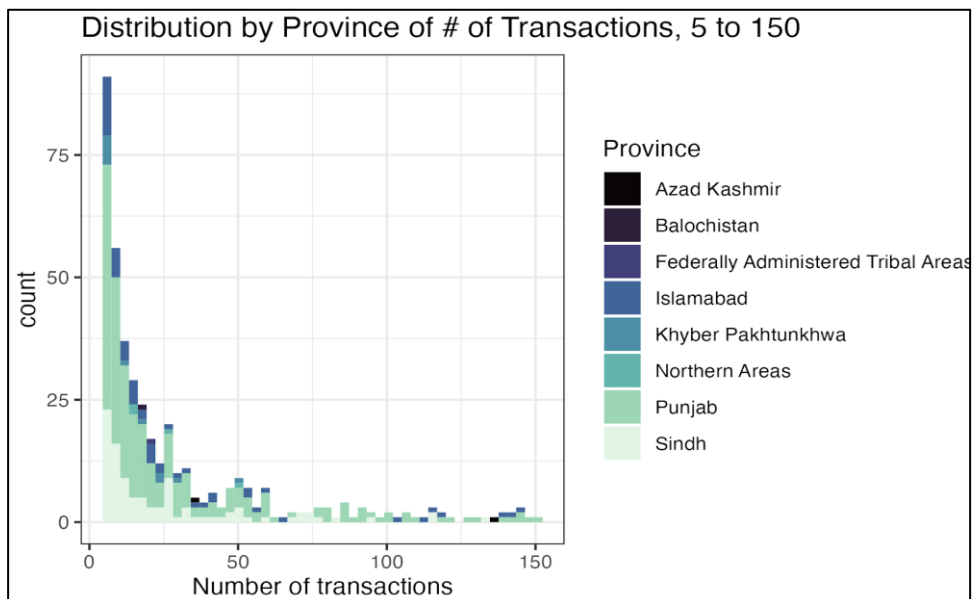 Distribution by Province of # of Transactions, 5 to 150
75
50
25
0
count
0 50 100 150
Number of transactions
Province
Azad Kashmir
Balochistan
Federally Administered Tribal Areas
Islamabad
Khyber Pakhtunkhwa
Northern Areas
Punjab
Sindh